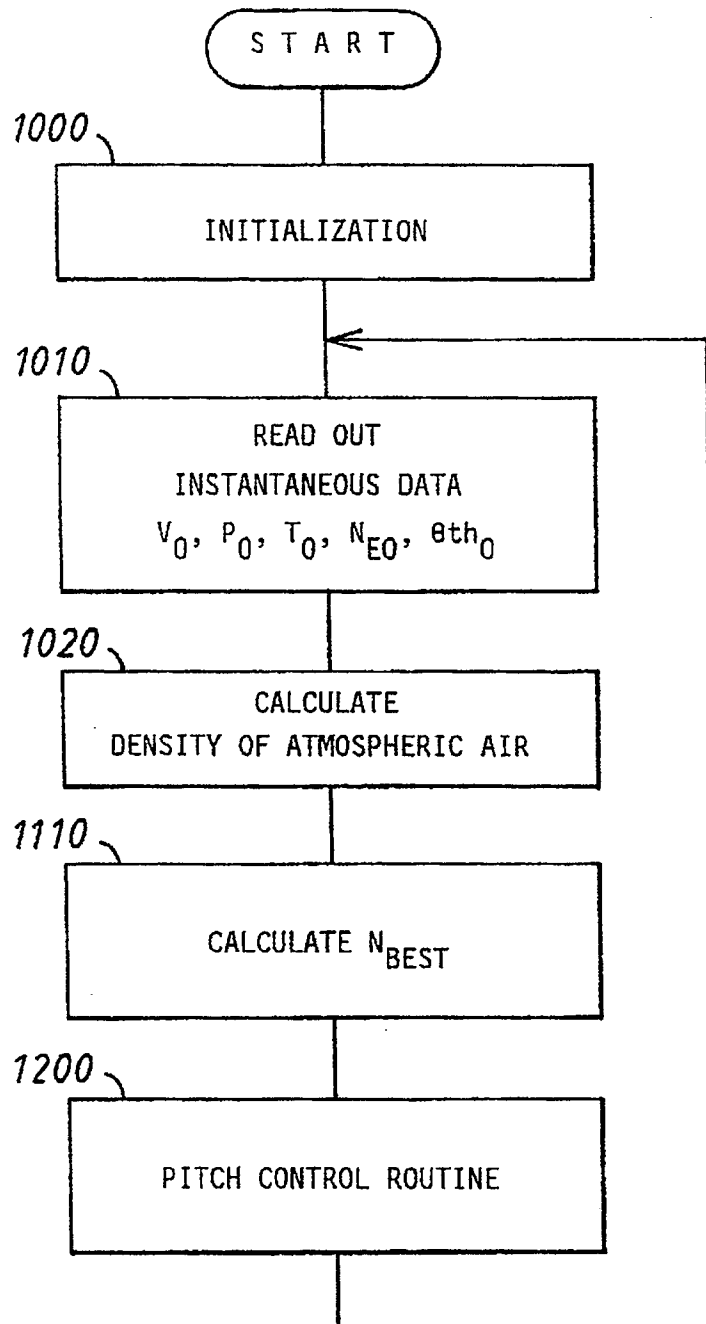 S T A R T
1000
INITIALIZATION
1010
READ OUT
INSTANTANEOUS DATA
V0, P0, T0, NE0, θth0
1020
CALCULATE
DENSITY OF ATMOSPHERIC AIR
1110
CALCULATE NBEST
1200
PITCH CONTROL ROUTINE